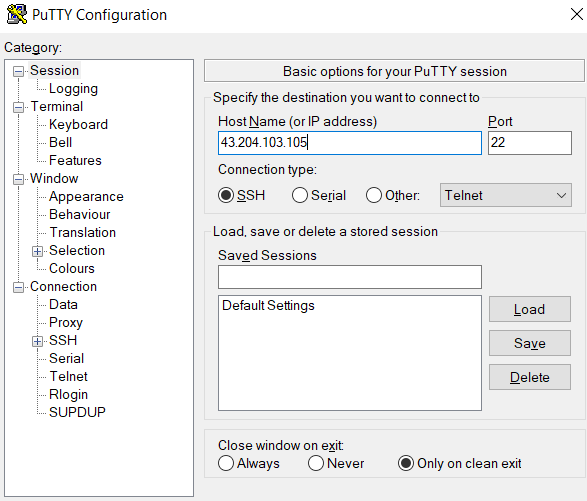 PuTTY Configuration
Category:
Session
Logging
Terminal
Keyboard
Bell
Features
Window
Appearance
Behaviour
Translation
Selection
Colours
Connection
Data
Proxy
SSH
Serial
Telnet
Rlogin
SUPDUP
Basic options for your PuTTY session
Specify the destination you want to connect to
Host Name (or IP address) Port
43.204.103.105 22
Connection type:
SSH Serial Other: Telnet
Load, save or delete a stored session
Saved Sessions
Default Settings
Load
Save
Delete
Close window on exit:
Always Never Only on clean exit